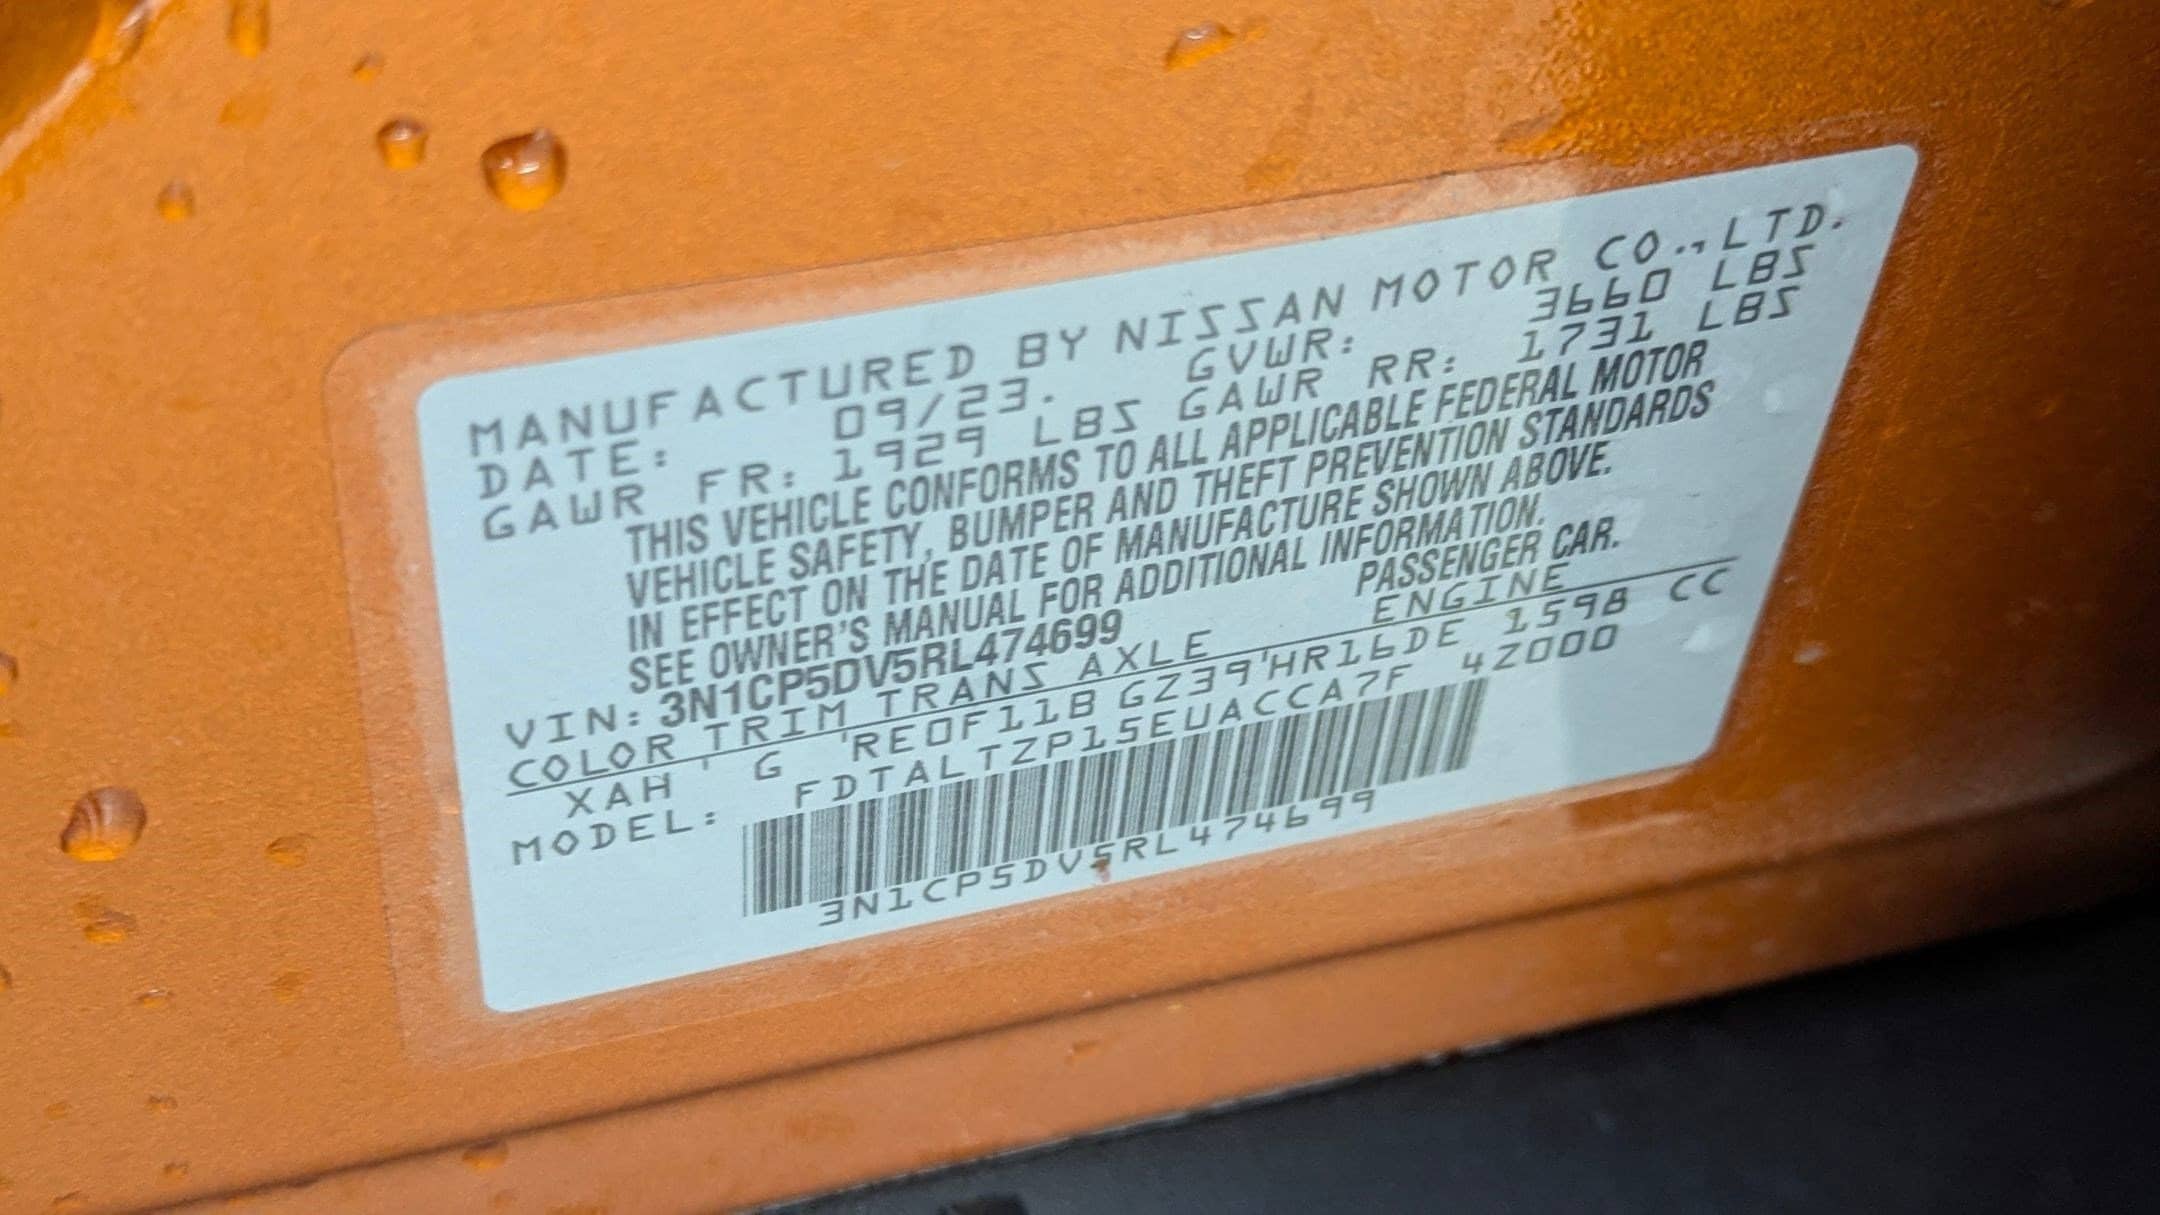 MANUFACTURED BY NISSAN MOTOR CO.,LTD.
DATE: 09/23. GVWR: 3660 LBS
GAWR FR: 1929 LBS GAWR RR: 1731 LBS
THIS VEHICLE CONFORMS TO ALL APPLICABLE FEDERAL MOTOR
VEHICLE SAFETY, BUMPER AND THEFT PREVENTION STANDARDS
IN EFFECT ON THE DATE OF MANUFACTURE SHOWN ABOVE.
SEE OWNER'S MANUAL FOR ADDITIONAL INFORMATION.
VIN: 3N1CP5DV5RL474699 PASSENGER CAR.
COLOR TRIM TRANS AXLE ENGINE
XAH ' G 'RE0F11B GZ39'HR16DE 1598 CC
MODEL: FDTALTZP15EUACCA7F 4Z000
3N1CP5DV5RL474699